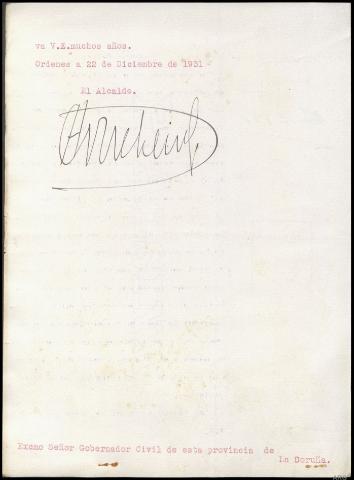 va V.E.muchos años.
Ordenes a 22 de Diciembre de 1931
El Alcalde.
Excmo Señor Gobernador Civil de esta provincia de
La Coruña.